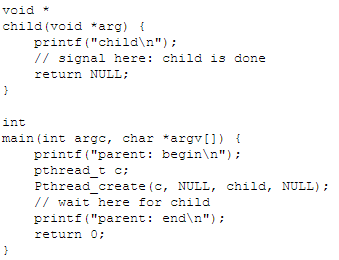 void *
child(void *arg) {
    printf("child\n");
    // signal here: child is done
    return NULL;
}

int
main(int argc, char *argv[]) {
    printf("parent: begin\n");
    pthread_t c;
    Pthread_create(c, NULL, child, NULL);
    // wait here for child
    printf("parent: end\n");
    return 0;
}